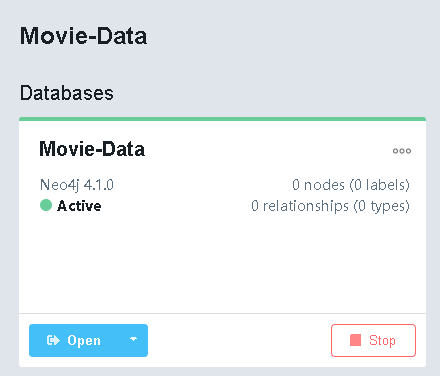 Movie-Data
Databases
Movie-Data
Neo4j 4.1.0 0 nodes (0 labels)
Active 0 relationships (0 types)
Open Stop